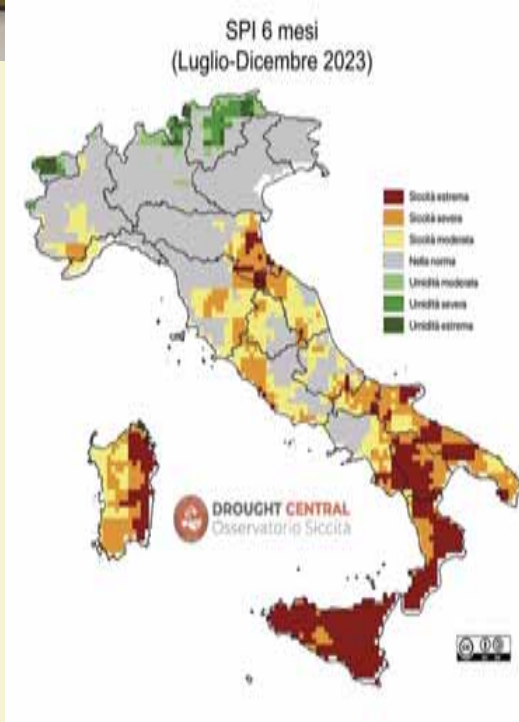 SPI 6 mesi
(Luglio-Dicembre 2023)
Siccità estrema
Siccità severa
Siccità moderata
Nella norma
Umidità moderata
Umidità severa
Umidità estrema
DROUGHT CENTRAL
Osservatorio Siccità